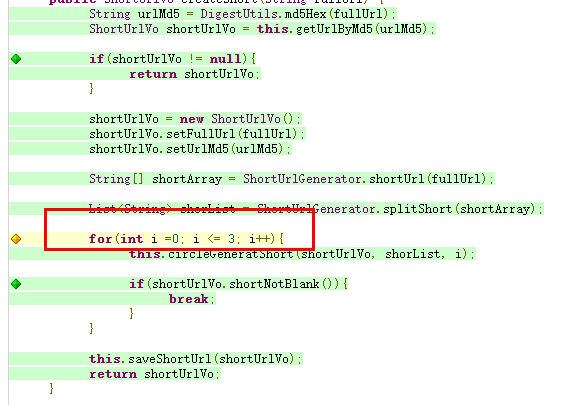 public ShortUrlVo createShort(String fullUrl) {
String urlMd5 = DigestUtils.md5Hex(fullUrl);
ShortUrlVo shortUrlVo = this.getUrlByMd5(urlMd5);
if(shortUrlVo != null){
return shortUrlVo;
}
shortUrlVo = new ShortUrlVo();
shortUrlVo.setFullUrl(fullUrl);
shortUrlVo.setUrlMd5(urlMd5);
String[] shortArray = ShortUrlGenerator.shortUrl(fullUrl);
List<String> shorList = ShortUrlGenerator.splitShort(shortArray);
for(int i =0; i <= 3; i++){
this.circleGeneratShort(shortUrlVo, shorList, i);
if(shortUrlVo.shortNotBlank()){
break;
}
}
this.saveShortUrl(shortUrlVo);
return shortUrlVo;
}